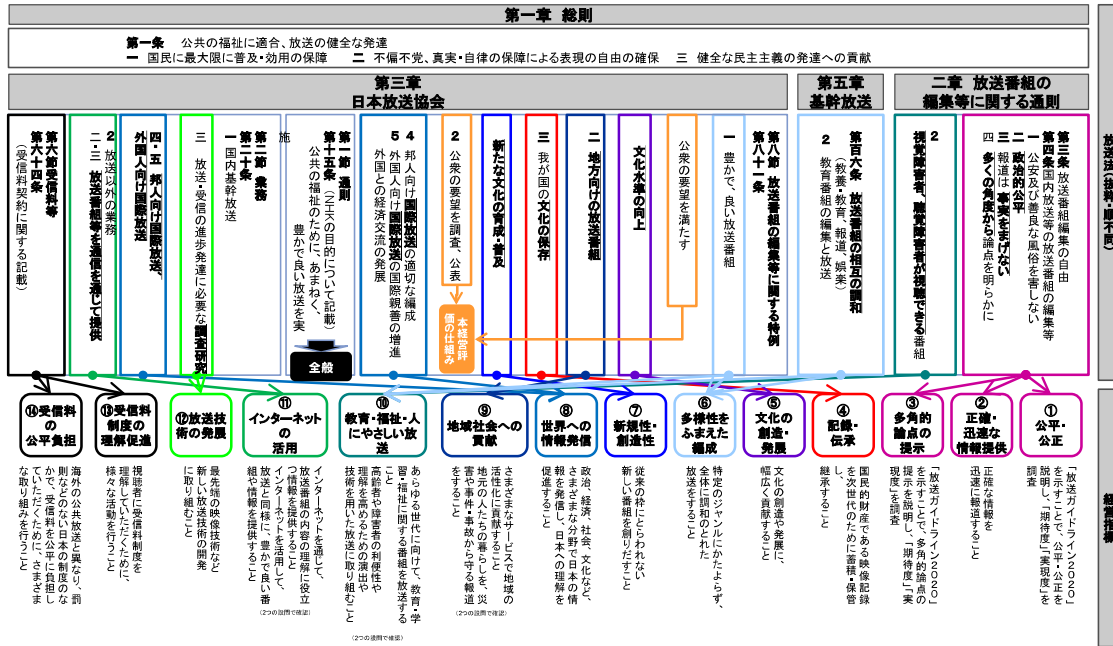 第一章 総則
第一条 公共の福祉に適合、放送の健全な発達
一 国民に最大限に普及・効用の保障 二 不偏不党、真実・自律の保障による表現の自由の確保 三 健全な民主主義の発達への貢献
放送法(抜粋・順不同)
二章 放送番組の
編集等に関する通則
第三条 放送番組編集の自由
第四条国内放送等の放送番組の編集等
一 公安及び善良な風俗を害しない
二 政治的公平
三 報道は事実をまげない
四 多くの角度から論点を明らかに
2
視覚障害者、聴覚障害者が視聴できる番組
第五章
基幹放送
第百六条 放送番組の相互の調和
(教養・教育、報道、娯楽)
2 教育番組の編集と放送
第三章
日本放送協会
第八節 放送番組の編集等に関する特例
第八十一条
一 豊かで、良い放送番組
公衆の要望を満たす
文化水準の向上
二 地方向けの放送番組
三 我が国の文化の保存
新たな文化の育成・普及
2 公衆の要望を調査、公表
本経営評
価の仕組み
4 邦人向け国際放送の適切な編成
5 外国人向け国際放送の国際親善の増進
外国との経済交流の発展
第一節 通則
第十五条 (NHKの目的について記載)
公共の福祉のために、あまねく、
豊かで良い放送を実
施
全般
第二節 業務
第二十条
一 国内基幹放送
三 放送・受信の進歩発達に必要な調査研究
四・五 邦人向け国際放送、
外国人向け国際放送
2 放送以外の業務
二・三 放送番組等を通信を通じて提供
第六節受信料等
第六十四条
(受信料契約に関する記載)
経営指標
①
公平・
公正
②
正確・
迅速な
情報提供
③
多角的
論点の
提示
④
記録・
伝承
⑤
文化の
創造・
発展
⑥
多様性を
ふまえた
編成
⑦
新規性・
創造性
⑧
世界への
情報発信
⑨
地域社会への
貢献
⑩
教育・福祉・人
にやさしい放
送
⑪
インターネット
の
活用
⑫放送技
術の発展
⑬受信料
制度の
理解促進
⑭受信料
の
公平負担
「放送ガイドライン2020」
を示すことで、公平・公正を
説明し、「期待度」「実現度」を
調査
正確な情報を
迅速に報道すること
「放送ガイドライン2020」
を示すことで、多角的論点の
提示を説明し、「期待度」「実
現度」を調査
国民的財産である映像記録
を次世代のために蓄積・保管
し、
継承すること
文化の創造や発展に、
幅広く貢献すること
特定のジャンルにかたよらず、
全体に調和のとれた
放送をすること
従来の枠にとらわれない
新しい番組を創りだすこと
政治、経済、社会、文化など、
さまざまな分野で日本の情
報を発信し、日本への理解を
促進すること
さまざまなサービスで地域の
活性化に貢献すること
地元の人たちの暮らしを、災
害や事件・事故から守る報道
をすること
(2つの設問で確認)
あらゆる世代に向けて、教育・学
習・福祉に関する番組を放送する
こと
高齢者や障害者の利便性や
理解を高めるための演出や
技術を用いた放送に取り組むこと
(2つの設問で確認)
インターネットを通じて、
放送番組の内容の理解に役立
つ情報を提供すること
インターネットを活用して、
放送と同様に、豊かで良い番
組や情報を提供すること
(2つの設問で確認)
最先端の映像技術など
新しい放送技術の開発
に取り組むこと
視聴者に受信料制度を
理解していただくために、
様々な活動を行うこと
海外の公共放送と異なり、罰
則などのない日本の制度のな
かで、受信料を公平に負担し
ていただくために、さまざま
な取り組みを行うこと